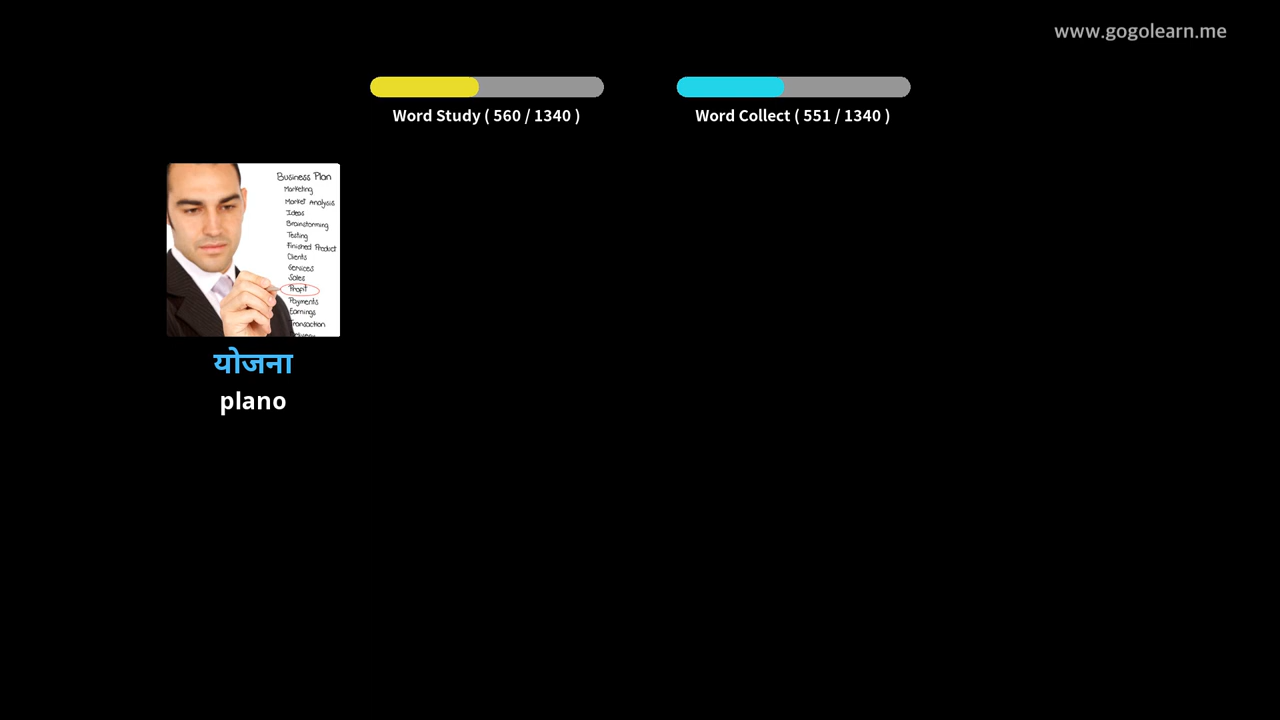 www.gogolearn.me
Word Study ( 560 / 1340 )
Word Collect ( 551 / 1340 )
Business Plan
Marketing
Market Analysis
Ideas
Brainstorming
Testing
Finished Product
Clients
Services
Sales
Profit
Payments
Earnings
Transaction
Delivery
योजना
plano